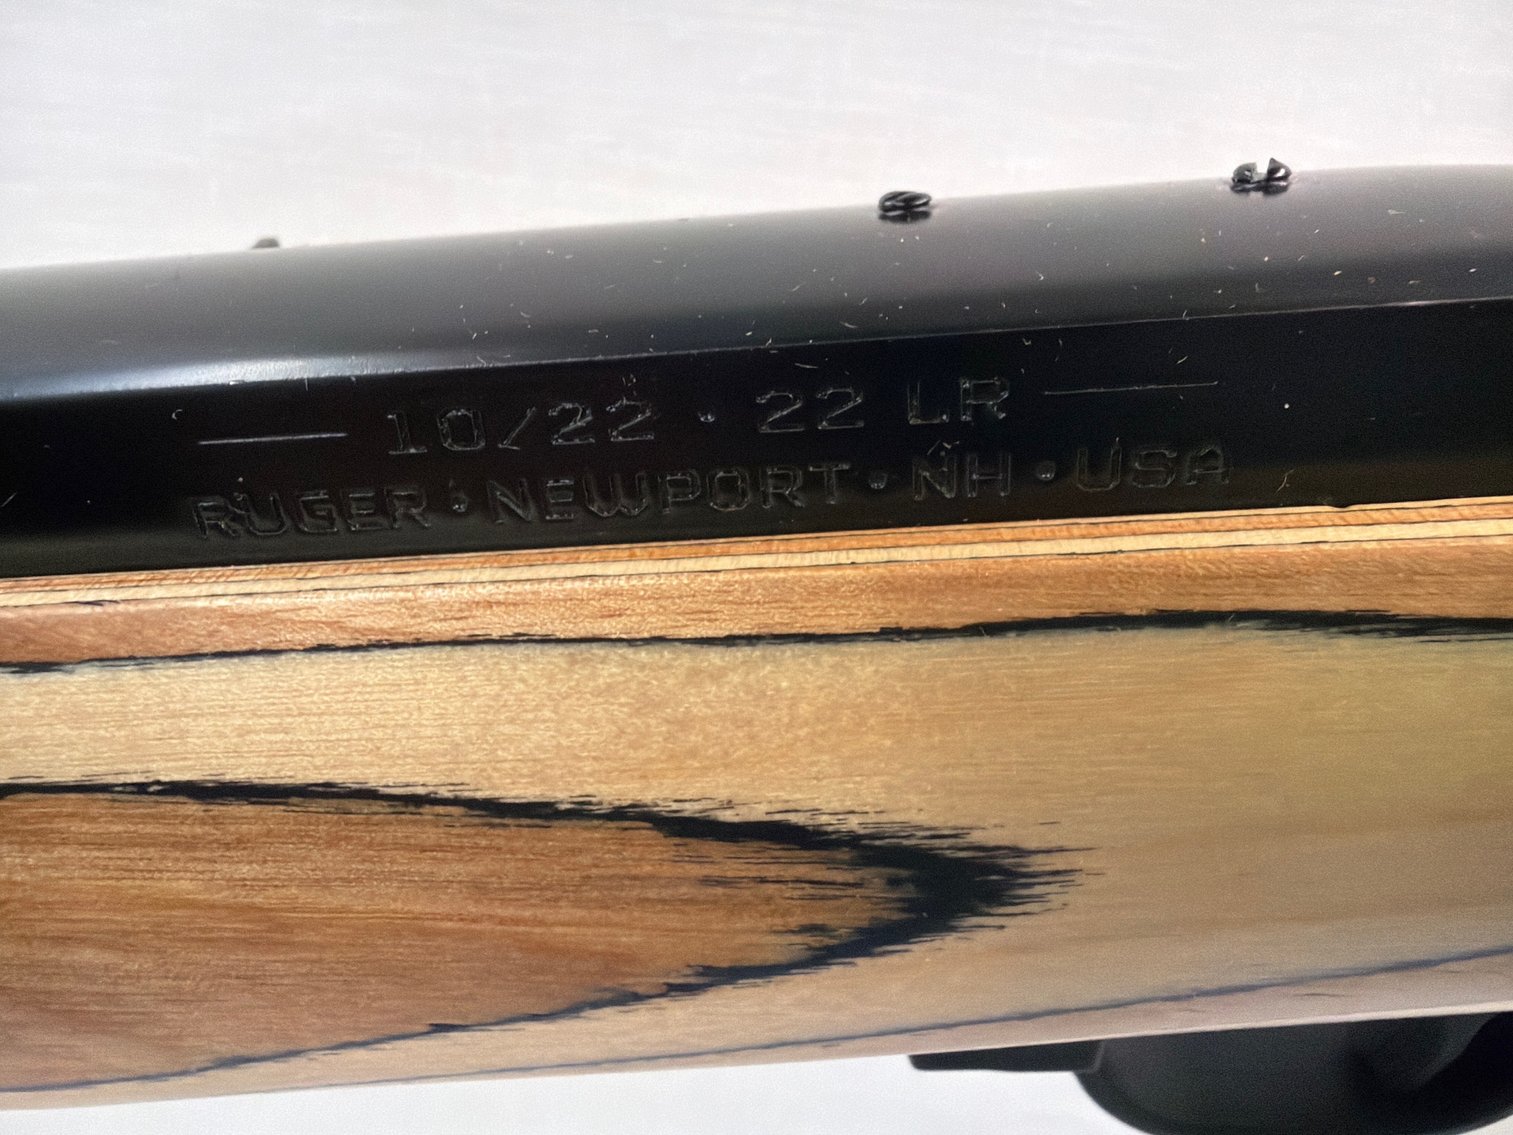 10/22 · 22 LR
RUGER · NEWPORT · NH · USA